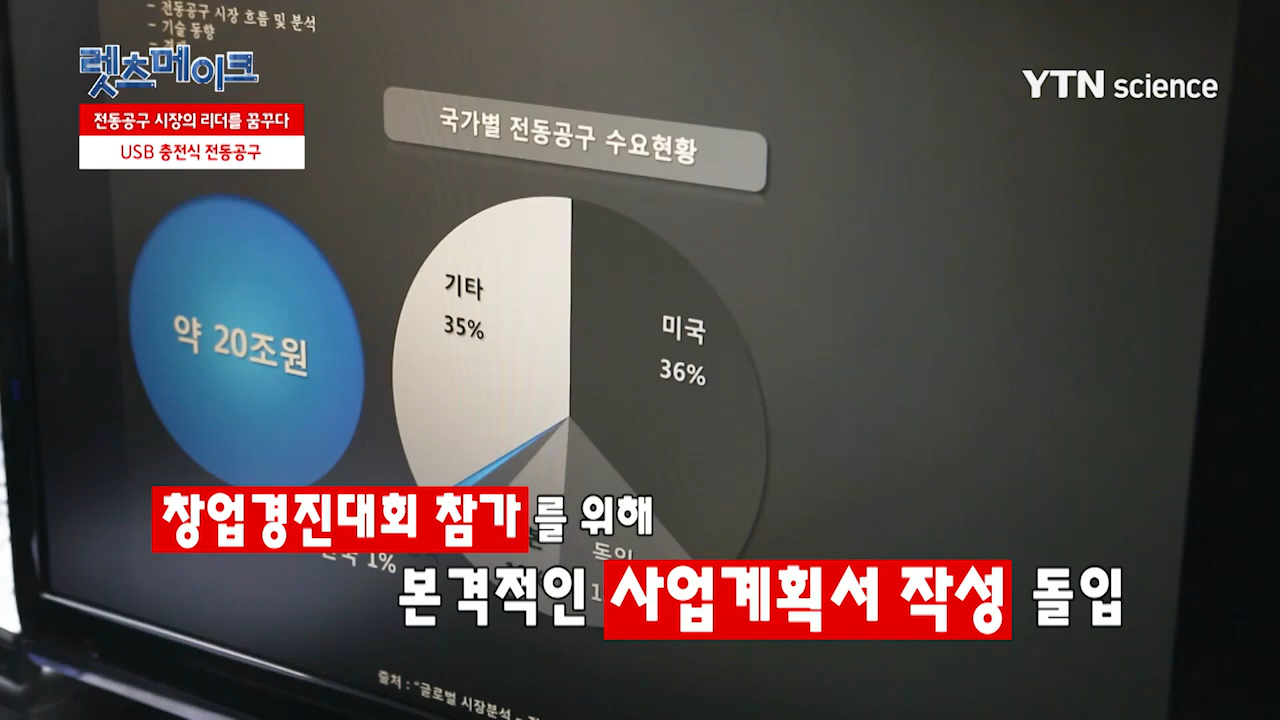 - 전동공구 시장 흐름 및 분석
- 기술 동향
렛츠메이크
YTN science
전동공구 시장의 리더를 꿈꾸다
USB 충전식 전동공구
국가별 전동공구 수요현황
기타
35%
미국
36%
약 20조원
창업경진대회 참가를 위해
1%
독일
본격적인 사업계획서 작성 돌입
출처 : "글로벌 시장분석 -